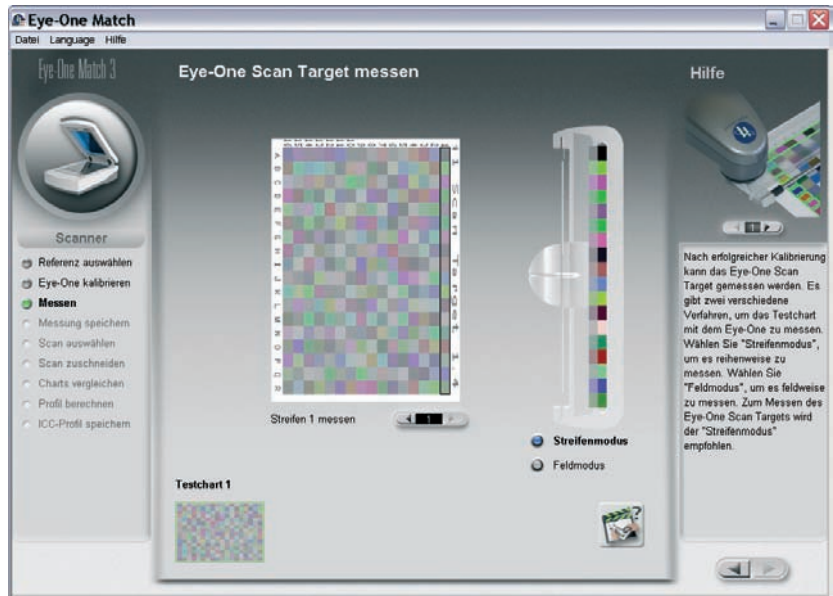 Eye-One Match
Datei Language Hilfe
Eye-One Match 3
Eye-One Scan Target messen
Hilfe
Scanner
Referenz auswählen
Eye-One kalibrieren
Messen
Messung speichern
Scan auswählen
Scan zuschneiden
Charts vergleichen
Profil berechnen
ICC-Profil speichern
A
B
C
D
E
F
G
H
I
J
K
L
M
N
O
P
Q
R
i1 Scan Target 1.4
Streifen 1 messen
1
Streifenmodus
Feldmodus
Testchart 1
?
1
Nach erfolgreicher Kalibrierung
kann das Eye-One Scan
Target gemessen werden. Es
gibt zwei verschiedene
Verfahren, um das Testchart
mit dem Eye-One zu messen.
Wählen Sie "Streifenmodus",
um es reihenweise zu
messen. Wählen Sie
"Feldmodus", um es feldweise
zu messen. Zum Messen des
Eye-One Scan Targets wird
der "Streifenmodus"
empfohlen.